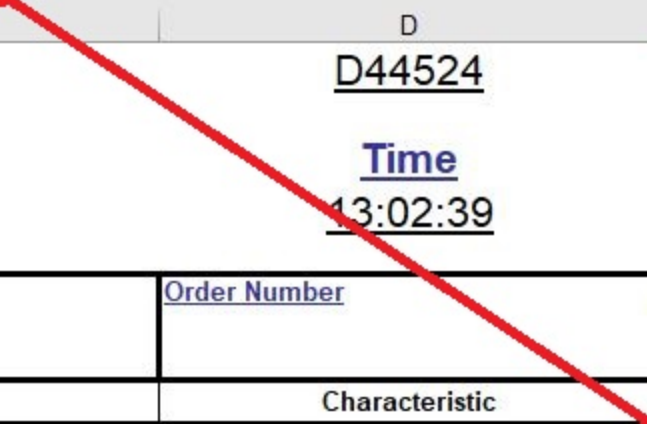 D
D44524
Time
13:02:39
Order Number
Characteristic